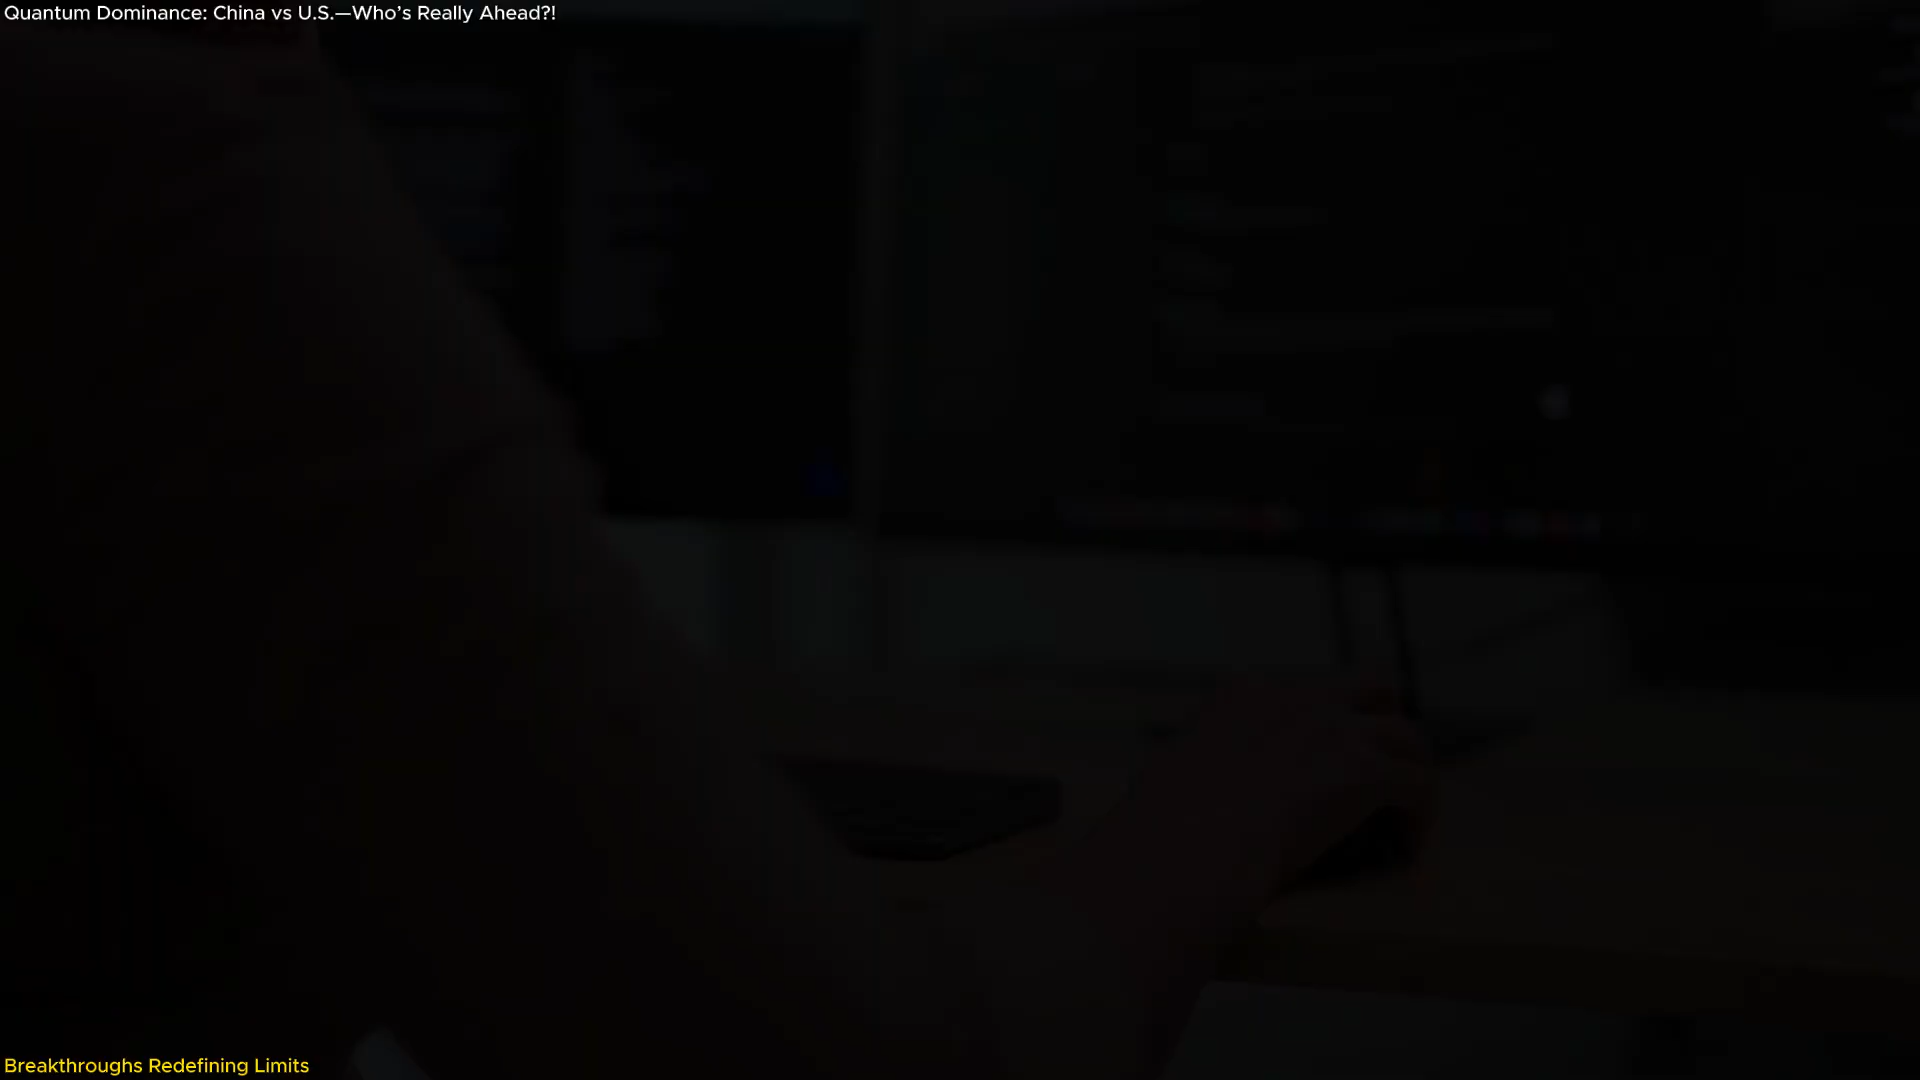 Quantum Dominance: China vs U.S.—Who’s Really Ahead?!
Breakthroughs Redefining Limits